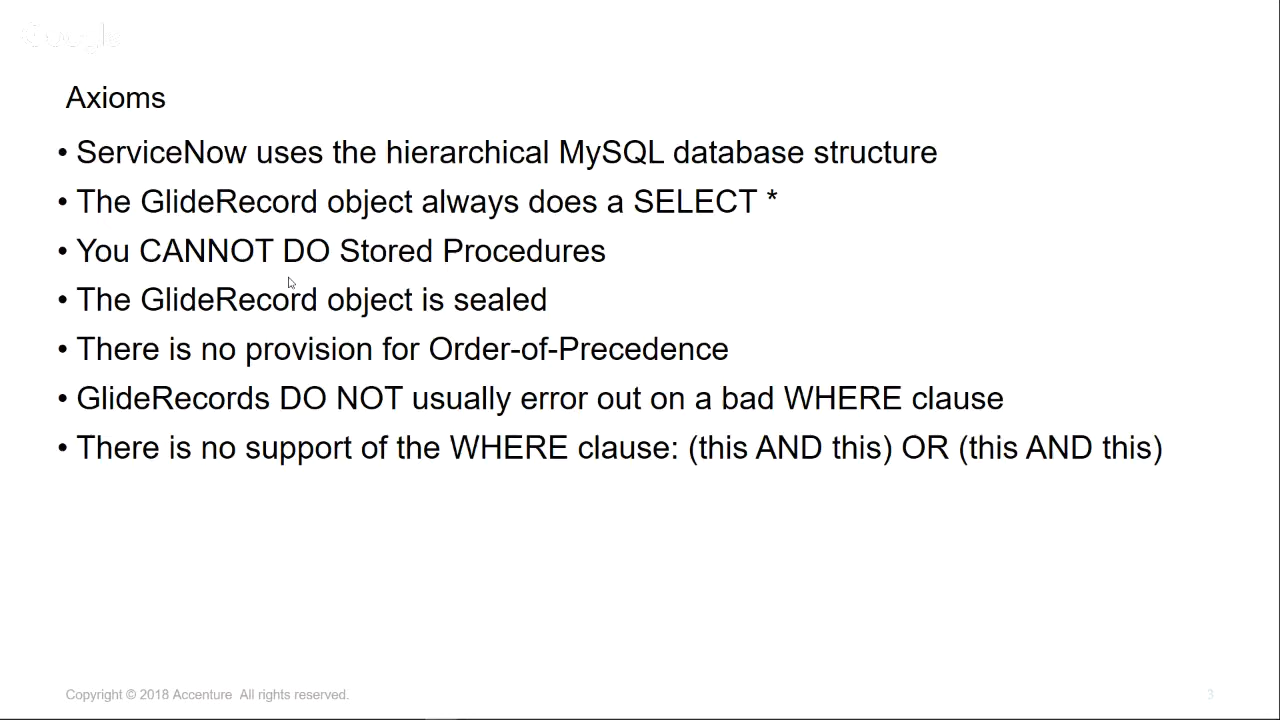 Axioms
• ServiceNow uses the hierarchical MySQL database structure
• The GlideRecord object always does a SELECT *
• You CANNOT DO Stored Procedures
• The GlideRecord object is sealed
• There is no provision for Order-of-Precedence
• GlideRecords DO NOT usually error out on a bad WHERE clause
• There is no support of the WHERE clause: (this AND this) OR (this AND this)
Copyright © 2018 Accenture  All rights reserved.
3